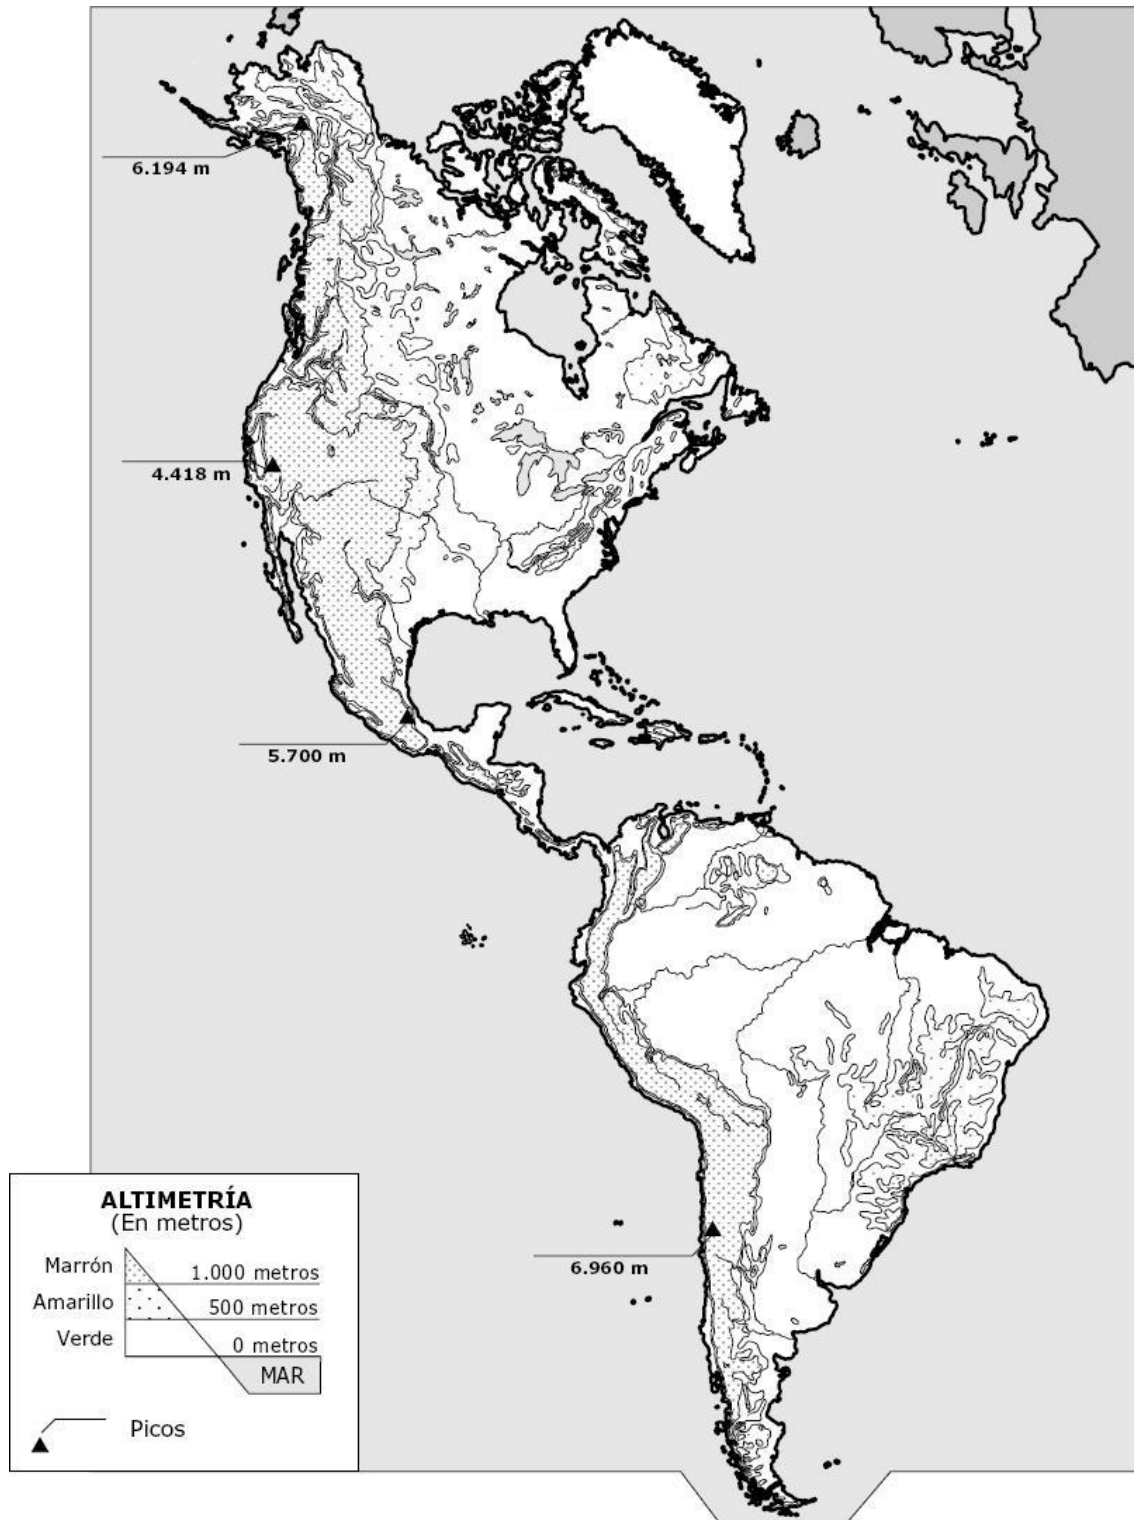 6.194 m
4.418 m
5.700 m
6.960 m
ALTIMETRÍA
(En metros)
Marrón
1.000 metros
Amarillo
500 metros
Verde
0 metros
MAR
Picos